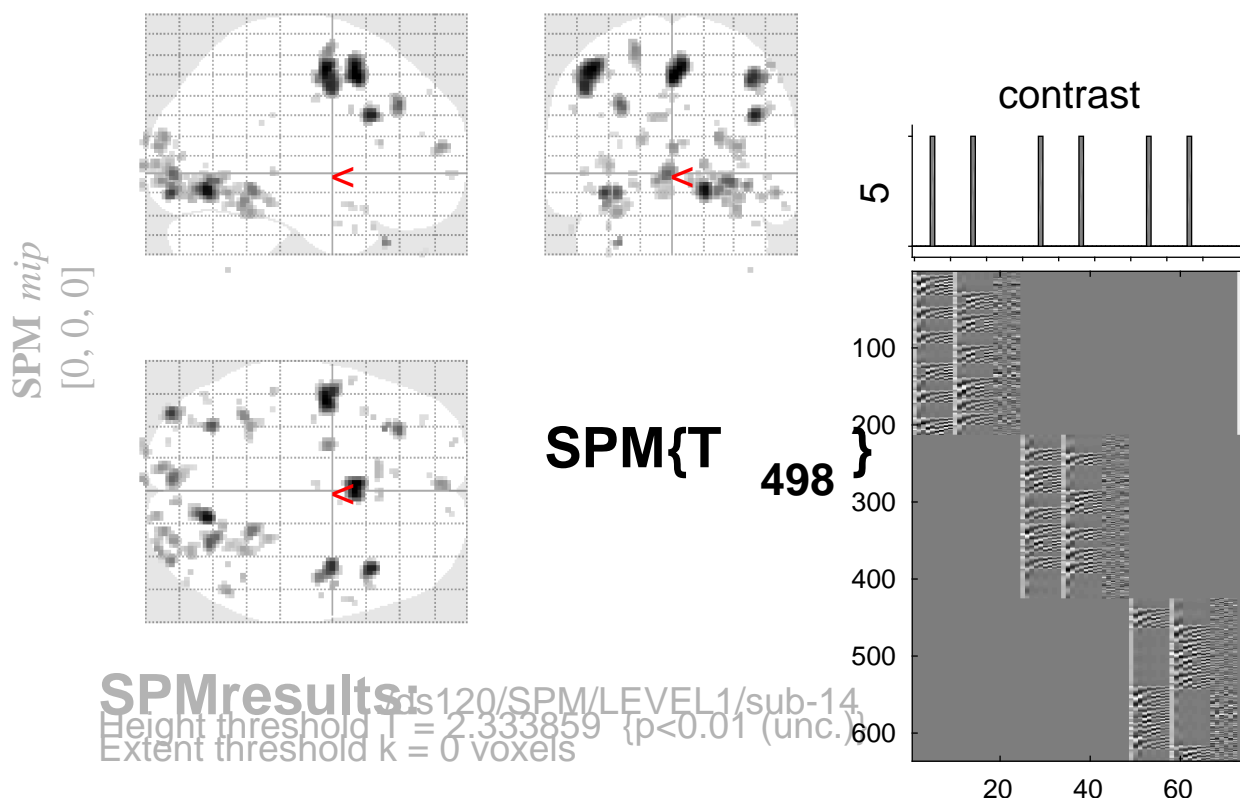 SPM mip
[0, 0, 0]
<
<
<
SPM{T498}
contrast
5
100
200
300
400
500
600
20 40 60
SPMresults: /ds120/SPM/LEVEL1/sub-14
Height threshold T = 2.333859 {p<0.01 (unc.)}
Extent threshold k = 0 voxels